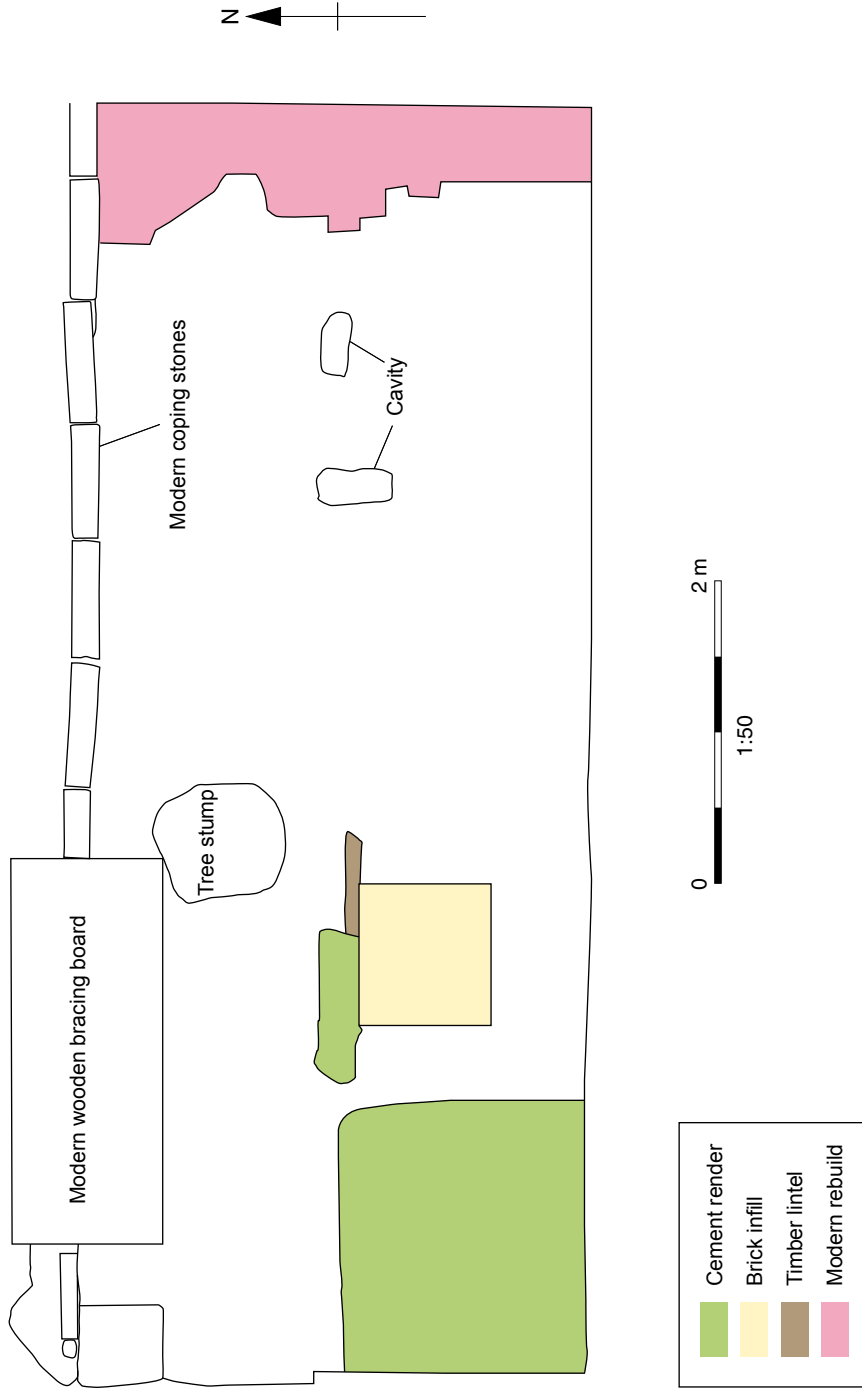 N
Modern wooden bracing board
Tree stump
Modern coping stones
Cavity
0
2 m
1:50
Cement render
Brick infill
Timber lintel
Modern rebuild